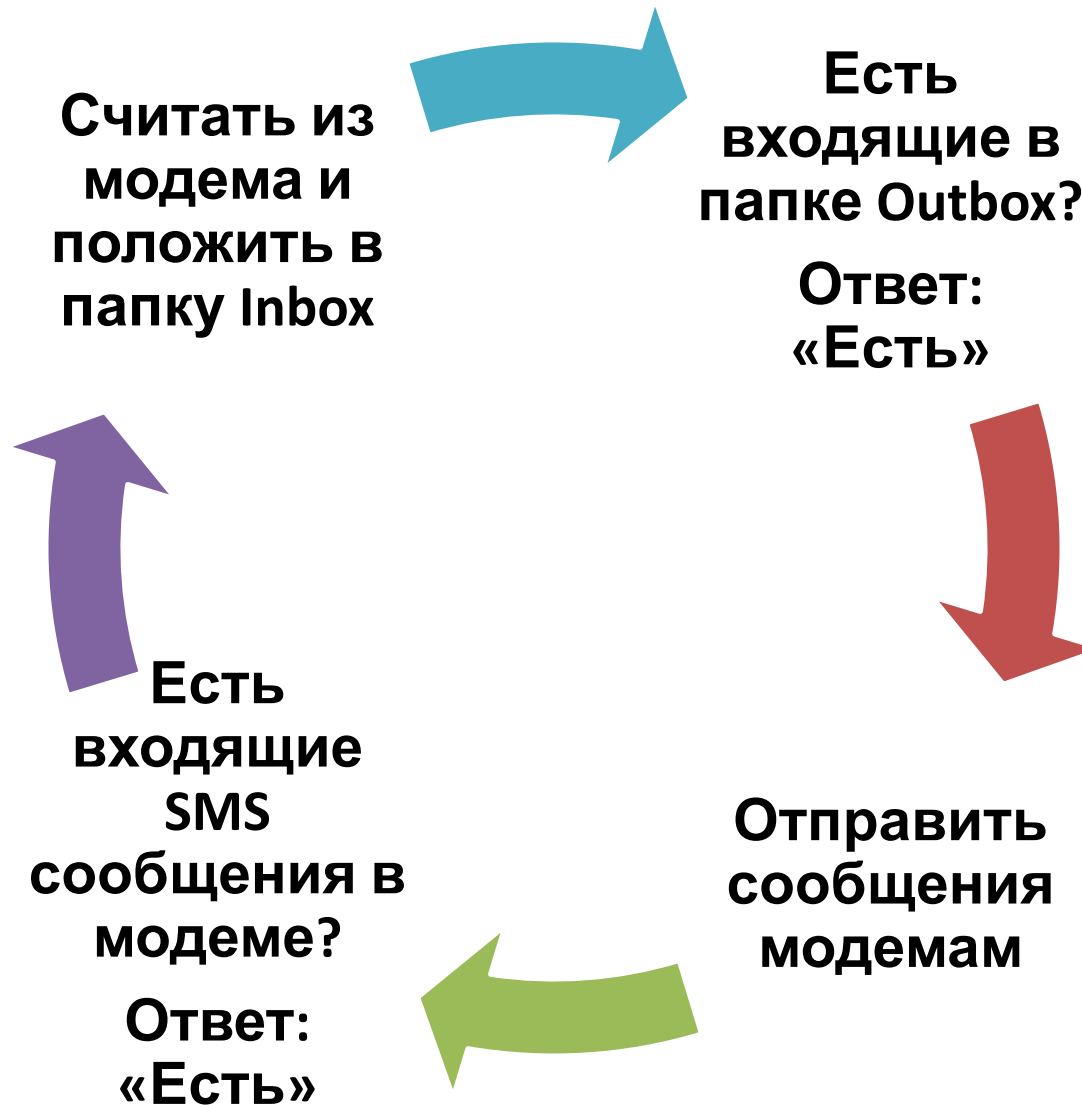 Считать из
модема и
положить в
папку Inbox
Есть
входящие в
папке Outbox?
Ответ:
«Есть»
Отправить
сообщения
модемам
Есть
входящие
SMS
сообщения в
модеме?
Ответ:
«Есть»